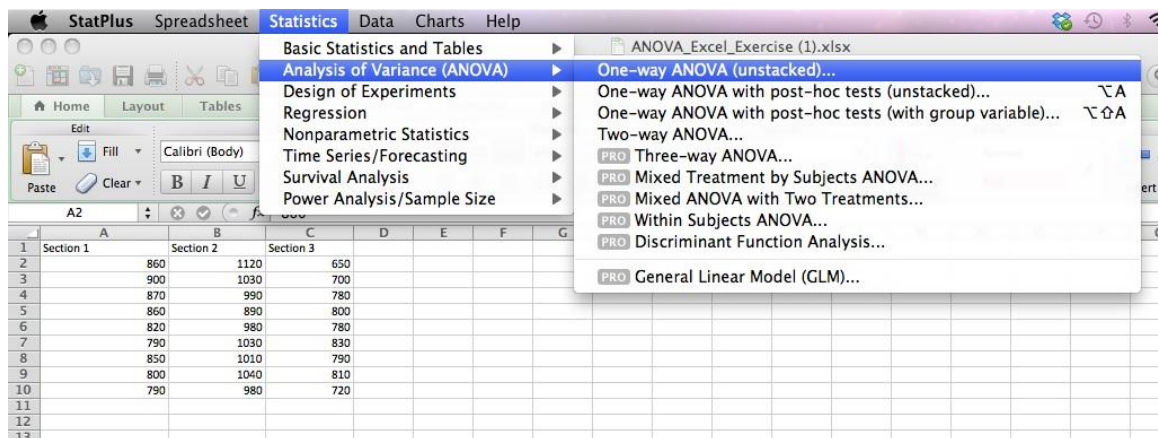 StatPlus Spreadsheet Statistics Data Charts Help
ANOVA_Excel_Exercise (1).xlsx
Basic Statistics and Tables
Analysis of Variance (ANOVA)
Design of Experiments
Regression
Nonparametric Statistics
Time Series/Forecasting
Survival Analysis
Power Analysis/Sample Size
One-way ANOVA (unstacked)...
One-way ANOVA with post-hoc tests (unstacked)... ⌥A
One-way ANOVA with post-hoc tests (with group variable)... ⌥⇧A
Two-way ANOVA...
PRO Three-way ANOVA...
PRO Mixed Treatment by Subjects ANOVA...
PRO Mixed ANOVA with Two Treatments...
PRO Within Subjects ANOVA...
PRO Discriminant Function Analysis...
PRO General Linear Model (GLM)...
Home Layout Tables
Edit
Fill Calibri (Body)
Paste Clear B I U
A2
A B C D E F G
1 Section 1 Section 2 Section 3
2 860 1120 650
3 900 1030 700
4 870 990 780
5 860 890 800
6 820 980 780
7 790 1030 830
8 850 1010 790
9 800 1040 810
10 790 980 720
11
12
13